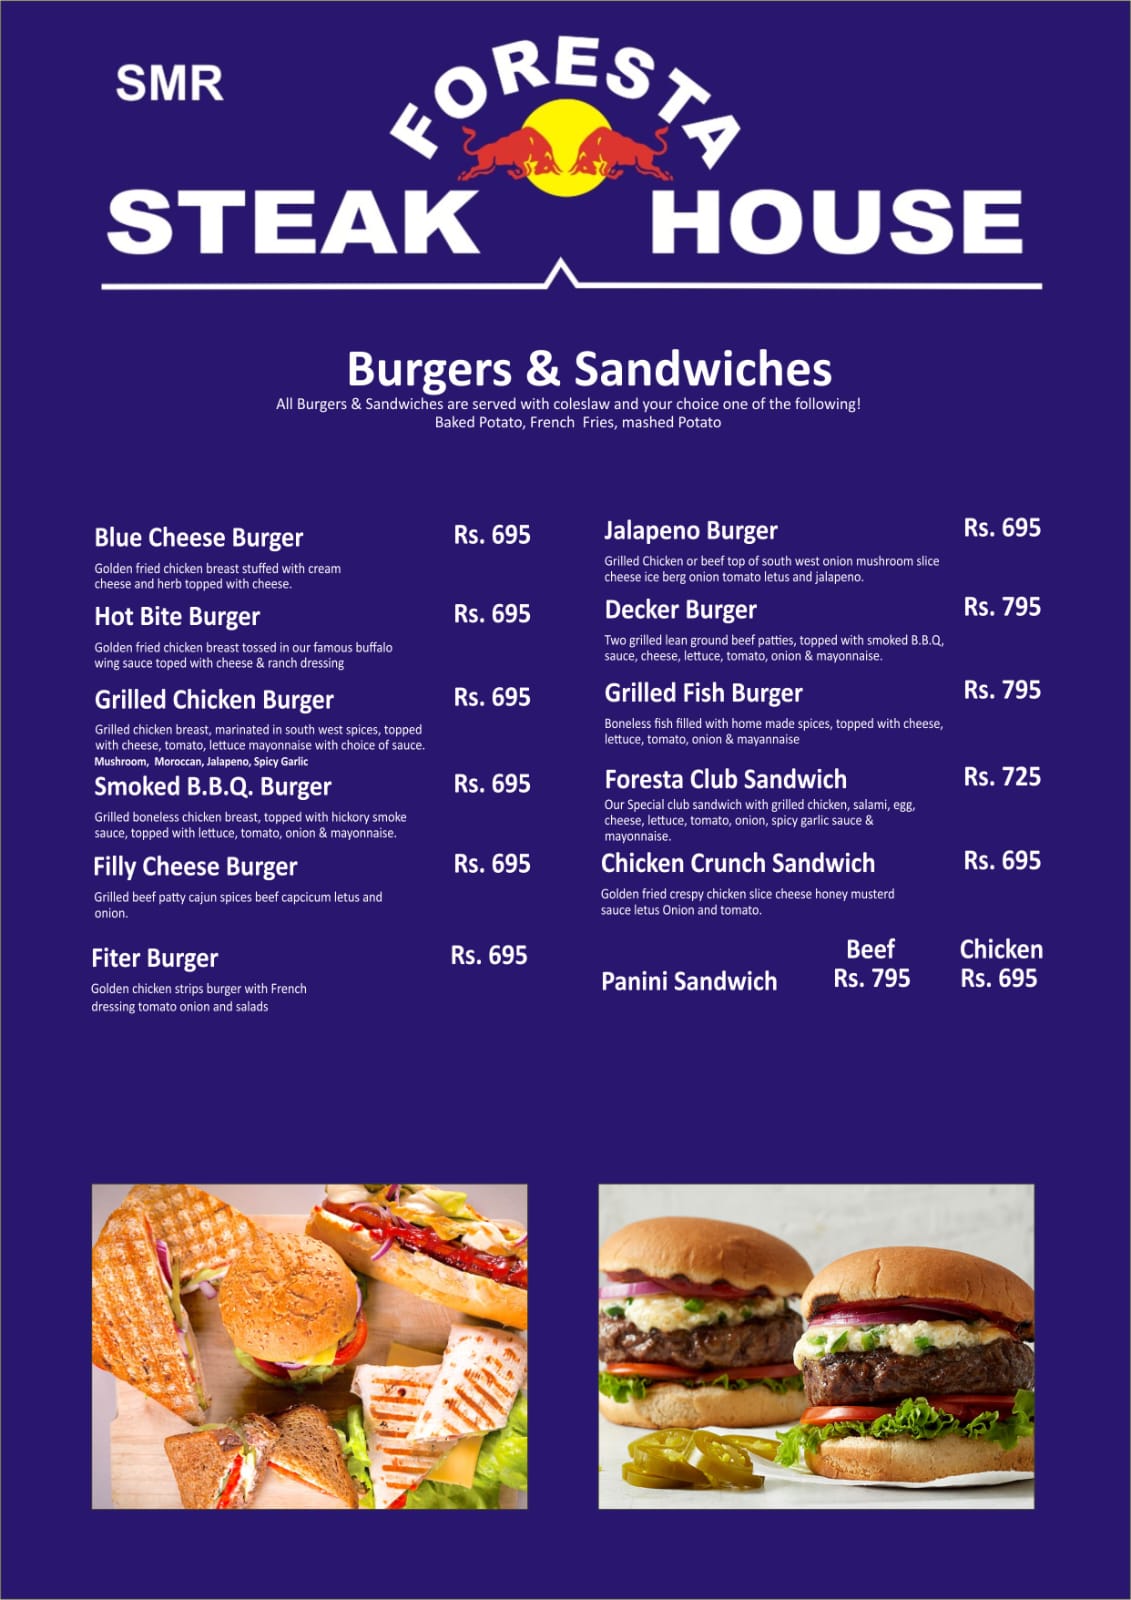 SMR
FORESTA
STEAK HOUSE
Burgers & Sandwiches
All Burgers & Sandwiches are served with coleslaw and your choice one of the following!
Baked Potato, French Fries, mashed Potato
Blue Cheese Burger Rs. 695
Golden fried chicken breast stuffed with cream
cheese and herb topped with cheese.
Hot Bite Burger Rs. 695
Golden fried chicken breast tossed in our famous buffalo
wing sauce toped with cheese & ranch dressing
Grilled Chicken Burger Rs. 695
Grilled chicken breast, marinated in south west spices, topped
with cheese, tomato, lettuce mayonnaise with choice of sauce.
Mushroom, Moroccan, Jalapeno, Spicy Garlic
Smoked B.B.Q. Burger Rs. 695
Grilled boneless chicken breast, topped with hickory smoke
sauce, topped with lettuce, tomato, onion & mayonnaise.
Filly Cheese Burger Rs. 695
Grilled beef patty cajun spices beef capcicum letus and
onion.
Fiter Burger Rs. 695
Golden chicken strips burger with French
dressing tomato onion and salads
Jalapeno Burger Rs. 695
Grilled Chicken or beef top of south west onion mushroom slice
cheese ice berg onion tomato letus and jalapeno.
Decker Burger Rs. 795
Two grilled lean ground beef patties, topped with smoked B.B.Q,
sauce, cheese, lettuce, tomato, onion & mayonnaise.
Grilled Fish Burger Rs. 795
Boneless fish filled with home made spices, topped with cheese,
lettuce, tomato, onion & mayannaise
Foresta Club Sandwich Rs. 725
Our Special club sandwich with grilled chicken, salami, egg,
cheese, lettuce, tomato, onion, spicy garlic sauce &
mayonnaise.
Chicken Crunch Sandwich Rs. 695
Golden fried crespy chicken slice cheese honey musterd
sauce letus Onion and tomato.
Beef Chicken
Panini Sandwich Rs. 795 Rs. 695